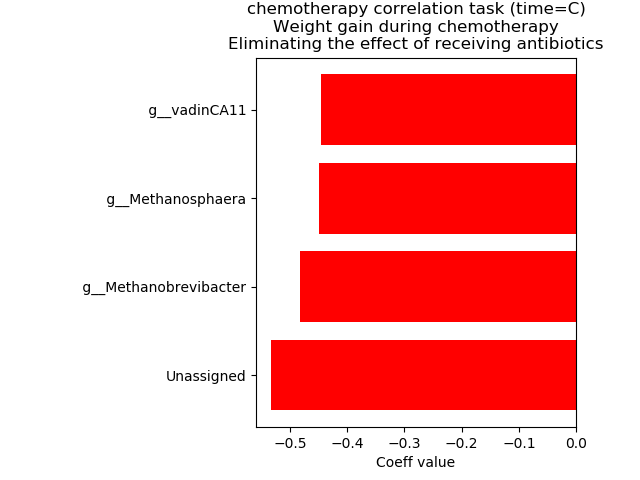 chemotherapy correlation task (time=C)
Weight gain during chemotherapy
Eliminating the effect of receiving antibiotics
g__vadinCA11
g__Methanosphaera
g__Methanobrevibacter
Unassigned
−0.5 −0.4 −0.3 −0.2 −0.1 0.0
Coeff value